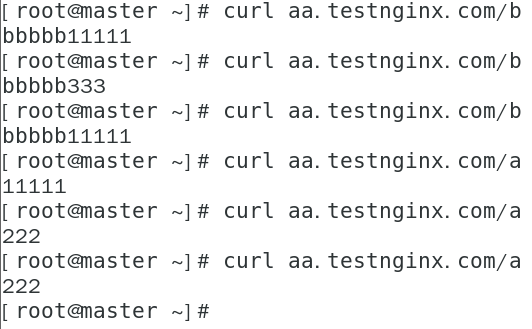 [root@master ~]# curl aa.testnginx.com/b
bbbbb11111
[root@master ~]# curl aa.testnginx.com/b
bbbbb333
[root@master ~]# curl aa.testnginx.com/b
bbbbb11111
[root@master ~]# curl aa.testnginx.com/a
11111
[root@master ~]# curl aa.testnginx.com/a
222
[root@master ~]# curl aa.testnginx.com/a
222
[root@master ~]#